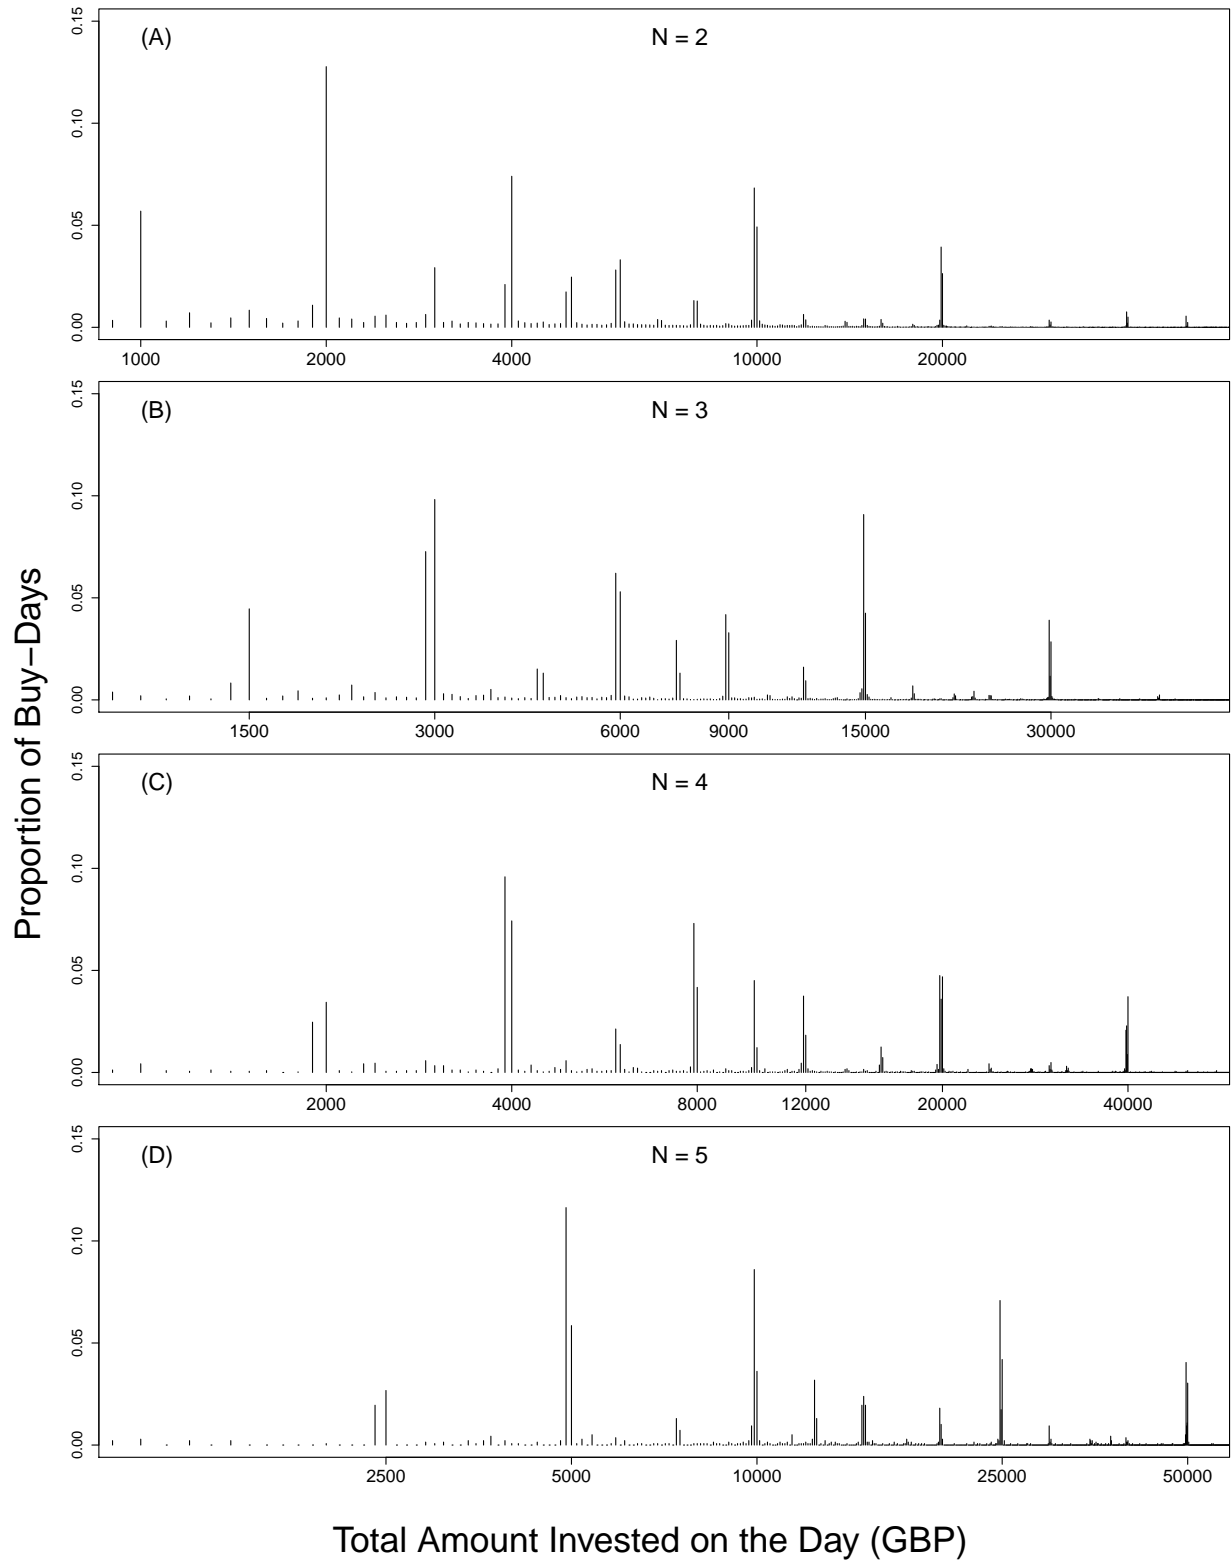 Proportion of Buy−Days
(A)
N = 2
0.15
0.10
0.05
0.00
1000 2000 4000 10000 20000
(B)
N = 3
0.15
0.10
0.05
0.00
1500 3000 6000 9000 15000 30000
(C)
N = 4
0.15
0.10
0.05
0.00
2000 4000 8000 12000 20000 40000
(D)
N = 5
0.15
0.10
0.05
0.00
2500 5000 10000 25000 50000
Total Amount Invested on the Day (GBP)